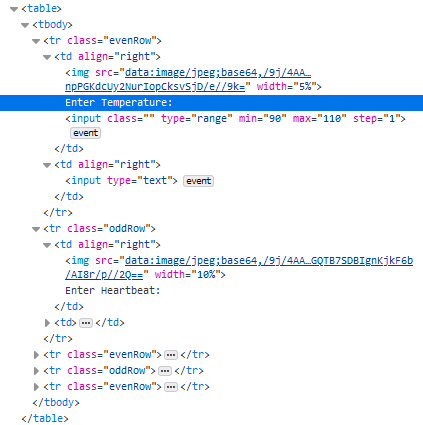 <table>
<tbody>
<tr class="evenRow">
<td align="right">
<img src="data:image/jpeg;base64,/9j/4AA…
npPGKdcUy2NurIopCksvSjD/e//9k=" width="5%">
Enter Temperature:
<input class="" type="range" min="90" max="110" step="1">
event
</td>
<td align="right">
<input type="text"> event
</td>
</tr>
<tr class="oddRow">
<td align="right">
<img src="data:image/jpeg;base64,/9j/4AA…GQTB7SDBIgnKjkF6b
/AI8r/p//2Q==" width="10%">
Enter Heartbeat:
</td>
<td> … </td>
</tr>
<tr class="evenRow"> … </tr>
<tr class="oddRow"> … </tr>
<tr class="evenRow"> … </tr>
</tbody>
</table>